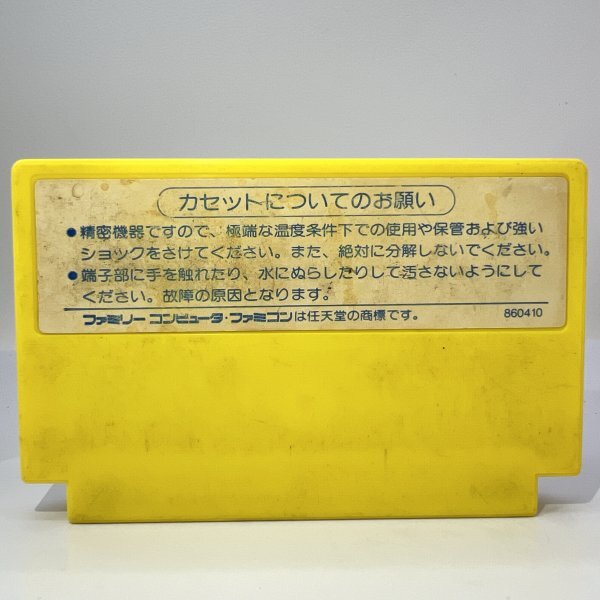 カセットについてのお願い
●精密機器ですので、極端な温度条件下での使用や保管および強い
ショックをさけてください。また、絶対に分解しないでください。
●端子部に手を触れたり、水にぬらしたりして汚さないようにして
ください。故障の原因となります。
ファミリーコンピュータ・ファミコンは任天堂の商標です。 860410